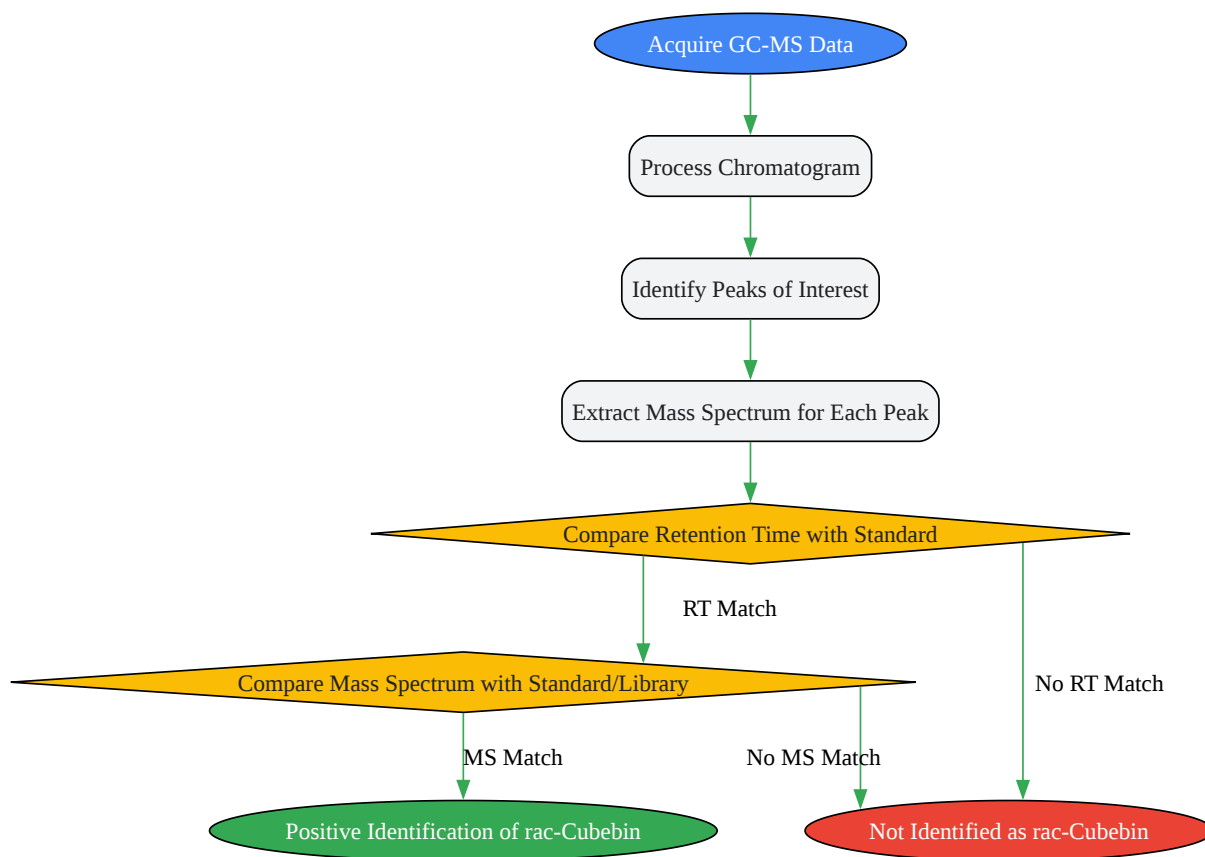 Acquire GC-MS Data
Process Chromatogram
Identify Peaks of Interest
Extract Mass Spectrum for Each Peak
Compare Retention Time with Standard
RT Match
Compare Mass Spectrum with Standard/Library
No RT Match
MS Match
No MS Match
Positive Identification of rac-Cubebin
Not Identified as rac-Cubebin